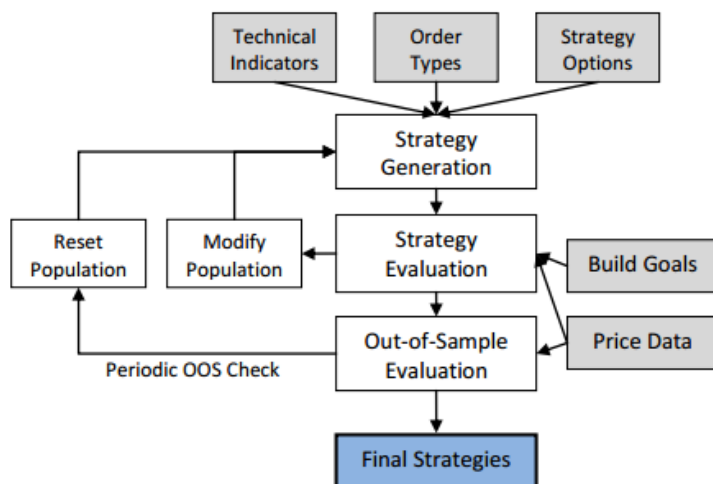 Technical
Indicators
Order
Types
Strategy
Options
Strategy
Generation
Reset
Population
Modify
Population
Strategy
Evaluation
Build Goals
Out-of-Sample
Evaluation
Price Data
Periodic OOS Check
Final Strategies